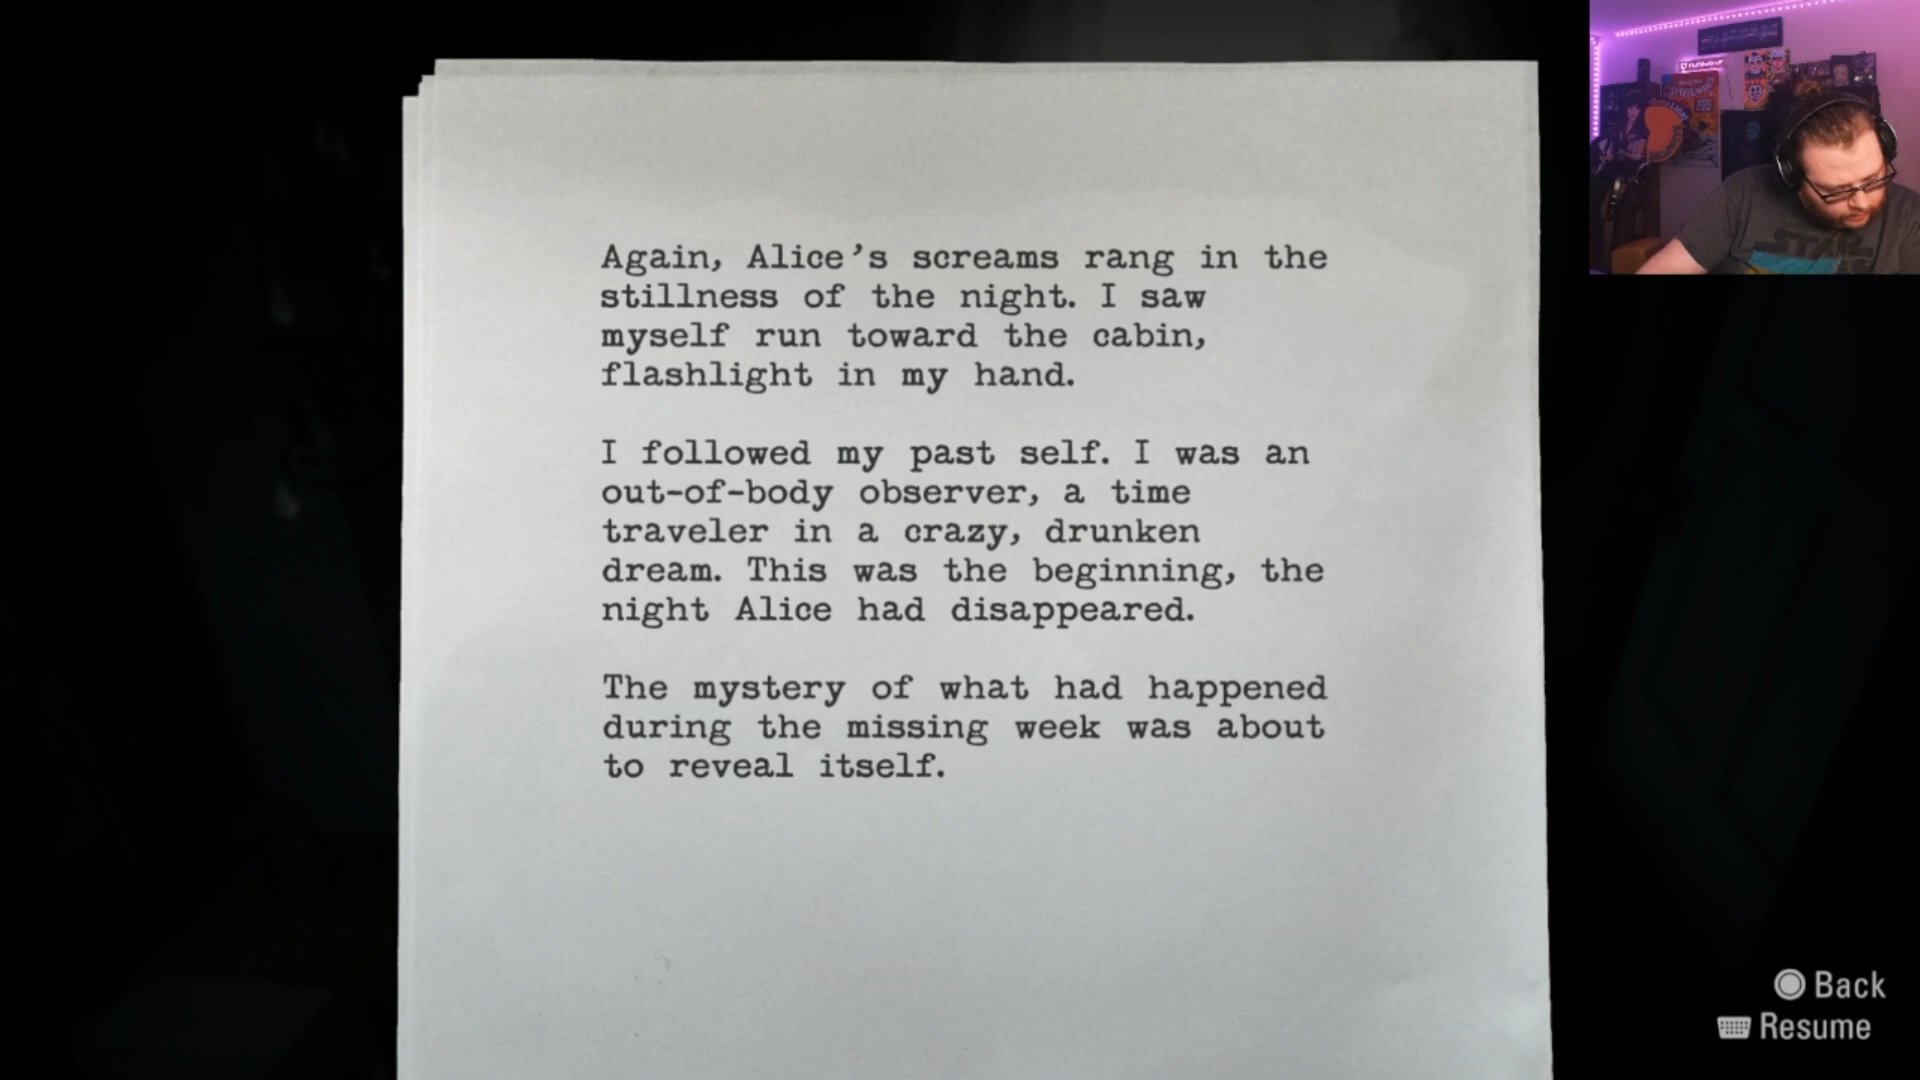 Again, Alice’s screams rang in the
stillness of the night. I saw
myself run toward the cabin,
flashlight in my hand.
I followed my past self. I was an
out-of-body observer, a time
traveler in a crazy, drunken
dream. This was the beginning, the
night Alice had disappeared.
The mystery of what had happened
during the missing week was about
to reveal itself.
Back
Resume